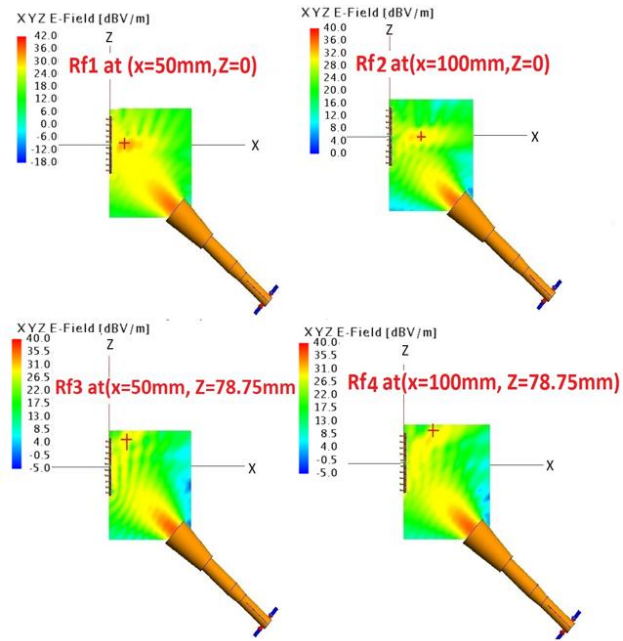 XYZ E-Field [dBV/m]
42.0
36.0
30.0
24.0
18.0
12.0
6.0
0.0
-6.0
-12.0
-18.0
Z
Rf1 at (x=50mm,Z=0)
X
XYZ E-Field [dBV/m]
40.0
36.0
32.0
28.0
24.0
20.0
16.0
12.0
8.0
4.0
0.0
Z
Rf2 at(x=100mm,Z=0)
X
XYZ E-Field [dBV/m]
40.0
35.5
31.0
26.5
22.0
17.5
13.0
8.5
4.0
-0.5
-5.0
Z
Rf3 at(x=50mm, Z=78.75mm
X
XYZ E-Field [dBV/m]
40.0
35.5
31.0
26.5
22.0
17.5
13.0
8.5
4.0
-0.5
-5.0
Z
Rf4 at(x=100mm, Z=78.75mm)
X